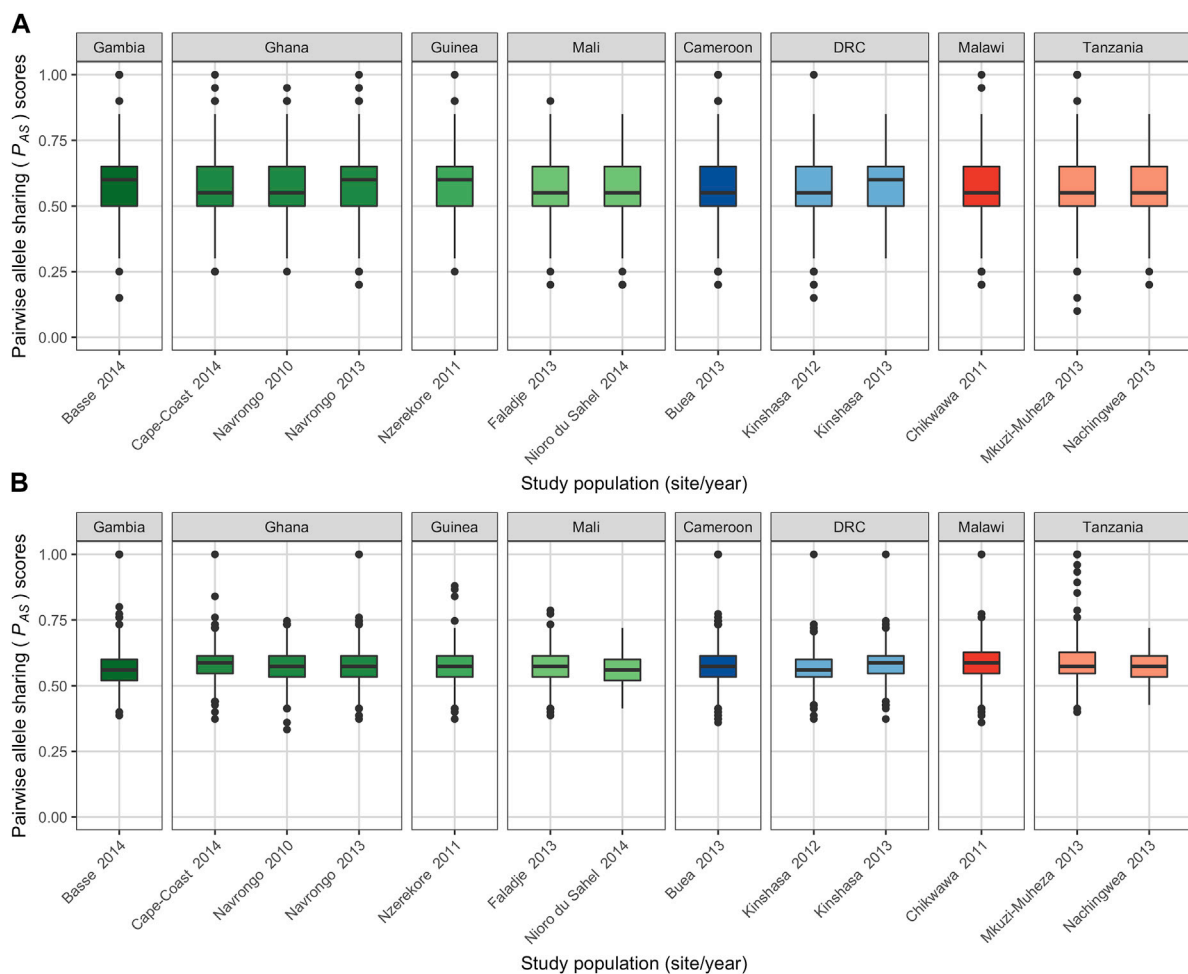 A
Gambia Ghana Guinea Mali Cameroon DRC Malawi Tanzania
Pairwise allele sharing ( P AS ) scores
1.00
0.75
0.50
0.25
0.00
Basse 2014
Cape-Coast 2014
Navrongo 2010
Navrongo 2013
Nzerekore 2011
Faladje 2013
Nioro du Sahel 2014
Buea 2013
Kinshasa 2012
Kinshasa 2013
Chikwawa 2011
Mkuzi-Muheza 2013
Nachingwea 2013
Study population (site/year)
B
Gambia Ghana Guinea Mali Cameroon DRC Malawi Tanzania
Pairwise allele sharing ( P AS ) scores
1.00
0.75
0.50
0.25
0.00
Basse 2014
Cape-Coast 2014
Navrongo 2010
Navrongo 2013
Nzerekore 2011
Faladje 2013
Nioro du Sahel 2014
Buea 2013
Kinshasa 2012
Kinshasa 2013
Chikwawa 2011
Mkuzi-Muheza 2013
Nachingwea 2013
Study population (site/year)